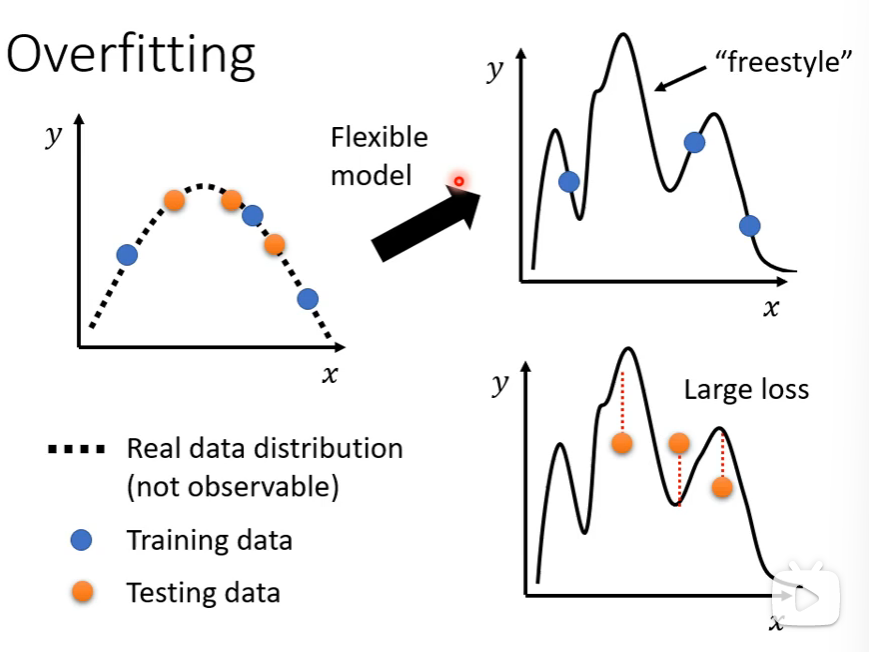 Overfitting
y
x
Flexible
model
y
"freestyle"
x
Real data distribution
(not observable)
Training data
Testing data
y
Large loss
x